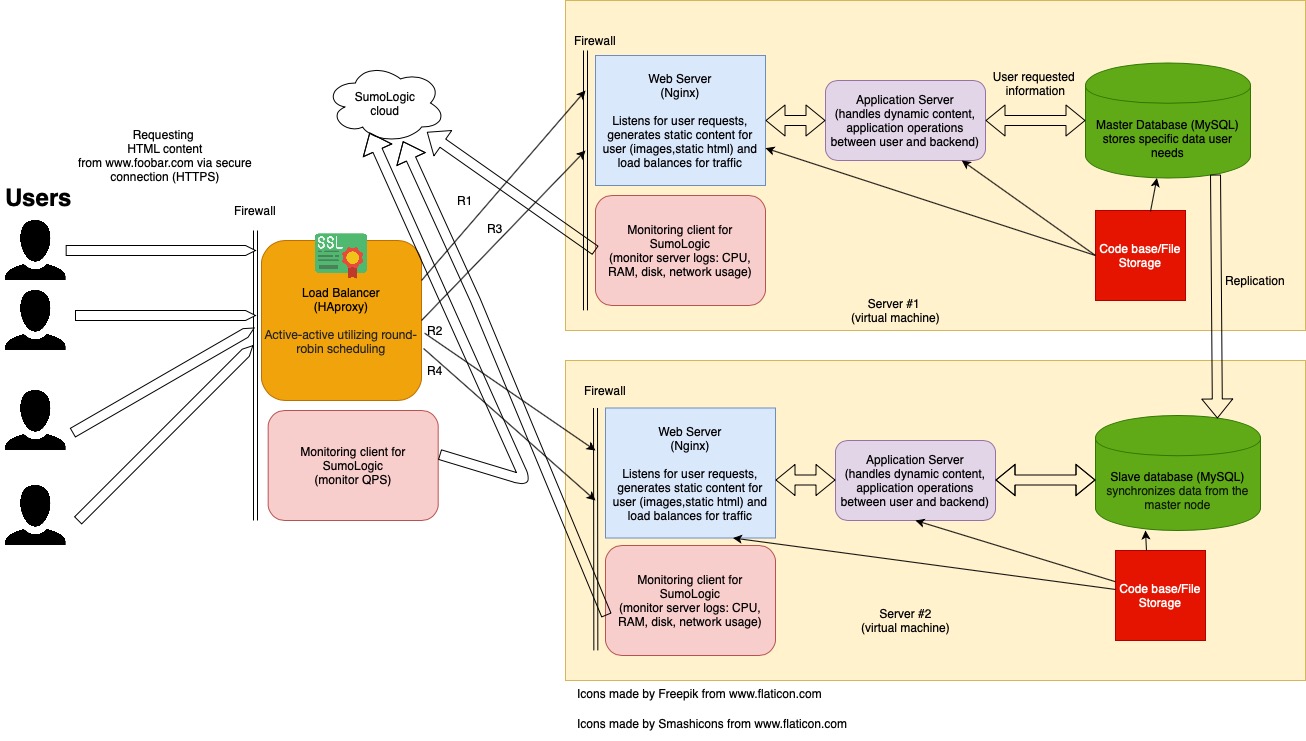 Users
Requesting
HTML content
from www.foobar.com via secure
connection (HTTPS)
Firewall
SSL
Load Balancer
(HAproxy)
Active-active utilizing round-
robin scheduling
Monitoring client for
SumoLogic
(monitor QPS)
SumoLogic
cloud
R1
R3
R2
R4
Firewall
Web Server
(Nginx)
Listens for user requests,
generates static content for
user (images,static html) and
load balances for traffic
Application Server
(handles dynamic content,
application operations
between user and backend)
User requested
information
Master Database (MySQL)
stores specific data user
needs
Monitoring client for
SumoLogic
(monitor server logs: CPU,
RAM, disk, network usage)
Code base/File
Storage
Server #1
(virtual machine)
Replication
Firewall
Web Server
(Nginx)
Listens for user requests,
generates static content for
user (images,static html) and
load balances for traffic
Application Server
(handles dynamic content,
application operations
between user and backend)
Slave database (MySQL)
synchronizes data from the
master node
Monitoring client for
SumoLogic
(monitor server logs: CPU,
RAM, disk, network usage)
Code base/File
Storage
Server #2
(virtual machine)
Icons made by Freepik from www.flaticon.com
Icons made by Smashicons from www.flaticon.com